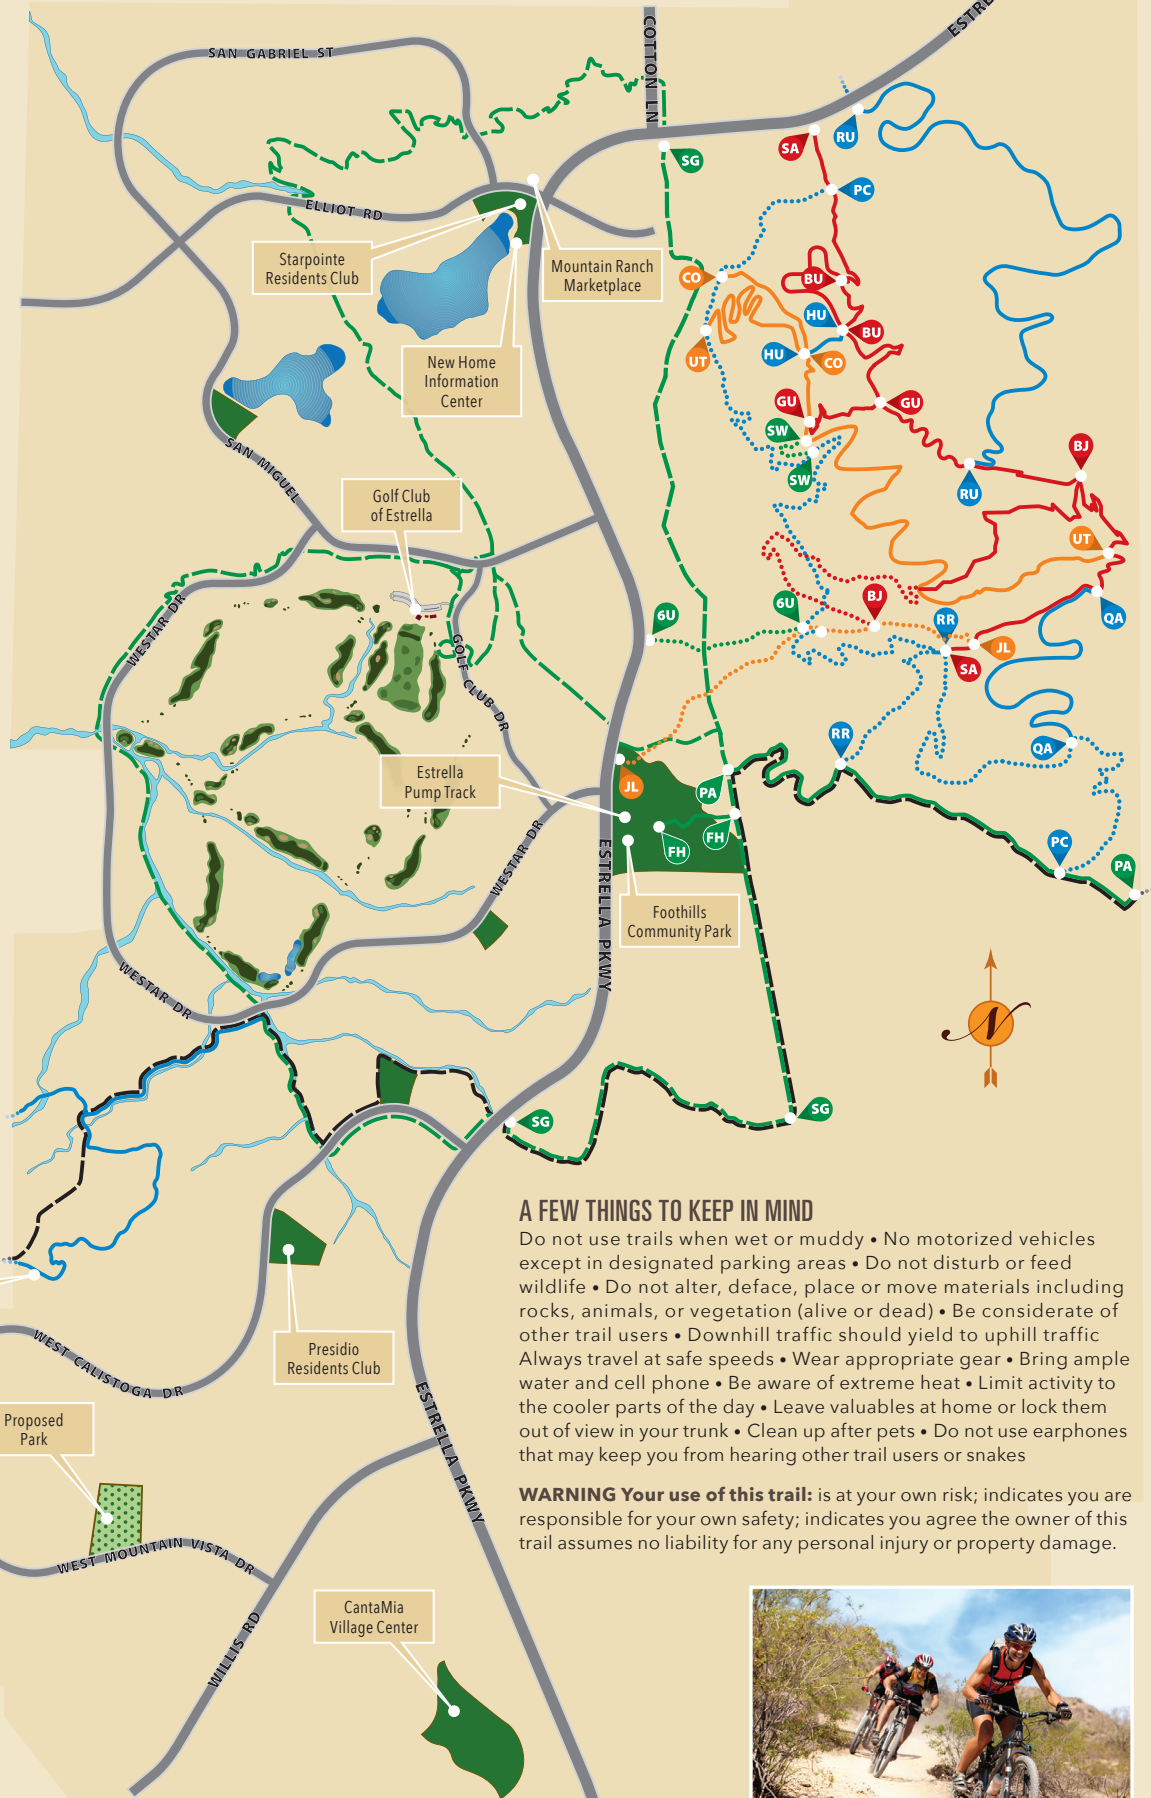 SAN GABRIEL ST
COTTON LN
SA
RU
SG
PC
ELLIOT RD
Starpointe
Residents Club
Mountain Ranch
Marketplace
CO
BU
HU
BU
UT
HU
CO
New Home
Information
Center
GU
GU
SW
SW
RU
BJ
SAN MIGUEL
Golf Club
of Estrella
UT
WESTAR DR
6U
6U
BJ
RR
QA
JL
SA
GOLF CLUB DR
RR
QA
Estrella
Pump Track
JL
PA
FH
FH
PC
PA
WESTAR DR
ESTRELLA PKWY
Foothills
Community Park
WESTAR DR
N
SG
SG
A FEW THINGS TO KEEP IN MIND
Do not use trails when wet or muddy • No motorized vehicles
except in designated parking areas • Do not disturb or feed
wildlife • Do not alter, deface, place or move materials including
rocks, animals, or vegetation (alive or dead) • Be considerate of
other trail users • Downhill traffic should yield to uphill traffic
Always travel at safe speeds • Wear appropriate gear • Bring ample
water and cell phone • Be aware of extreme heat • Limit activity to
the cooler parts of the day • Leave valuables at home or lock them
out of view in your trunk • Clean up after pets • Do not use earphones
that may keep you from hearing other trail users or snakes
WARNING Your use of this trail: is at your own risk; indicates you are
responsible for your own safety; indicates you agree the owner of this
trail assumes no liability for any personal injury or property damage.
Presidio
Residents Club
WEST CALISTOGA DR
Proposed
Park
ESTRELLA PKWY
WEST MOUNTAIN VISTA DR
WILLIS RD
CantaMia
Village Center